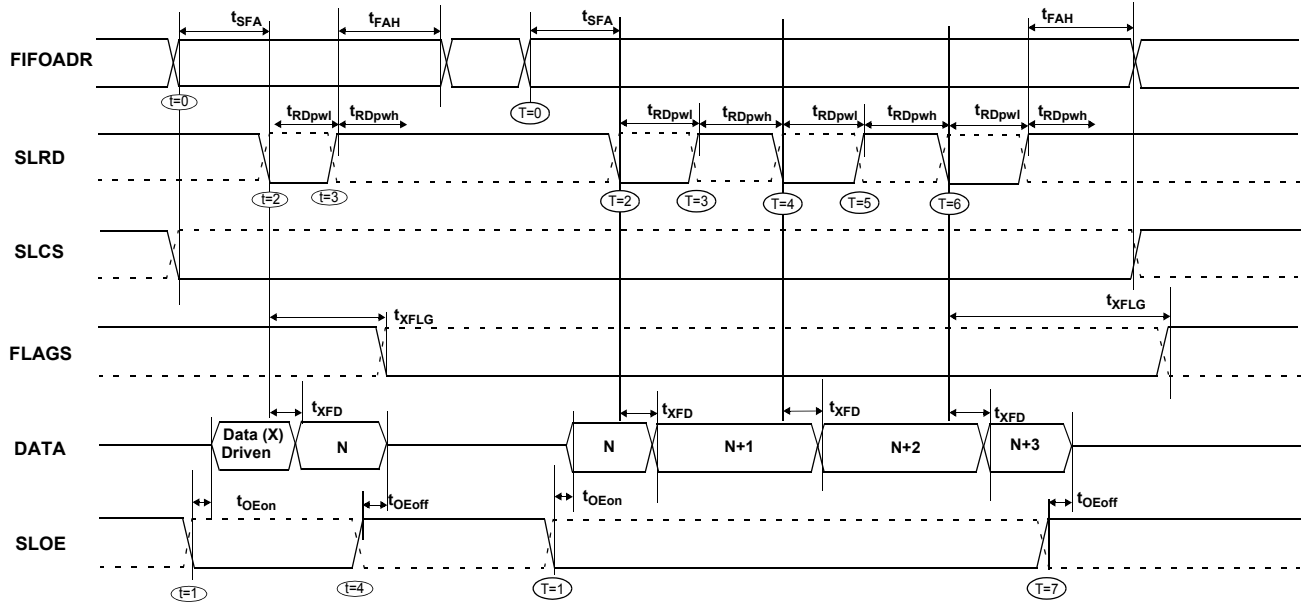 tSFA tFAH tSFA tFAH
FIFOADR
t=0 T=0
tRDpwl tRDpwh tRDpwl tRDpwh tRDpwl tRDpwh tRDpwl tRDpwh
SLRD
t=2 t=3 T=2 T=3 T=4 T=5 T=6
SLCS
tXFLG tXFLG
FLAGS
tXFD tXFD tXFD tXFD
DATA
Data (X)
Driven
N N N+1 N+2 N+3
tOEon tOEoff tOEon tOEoff
SLOE
t=1 t=4 T=1 T=7